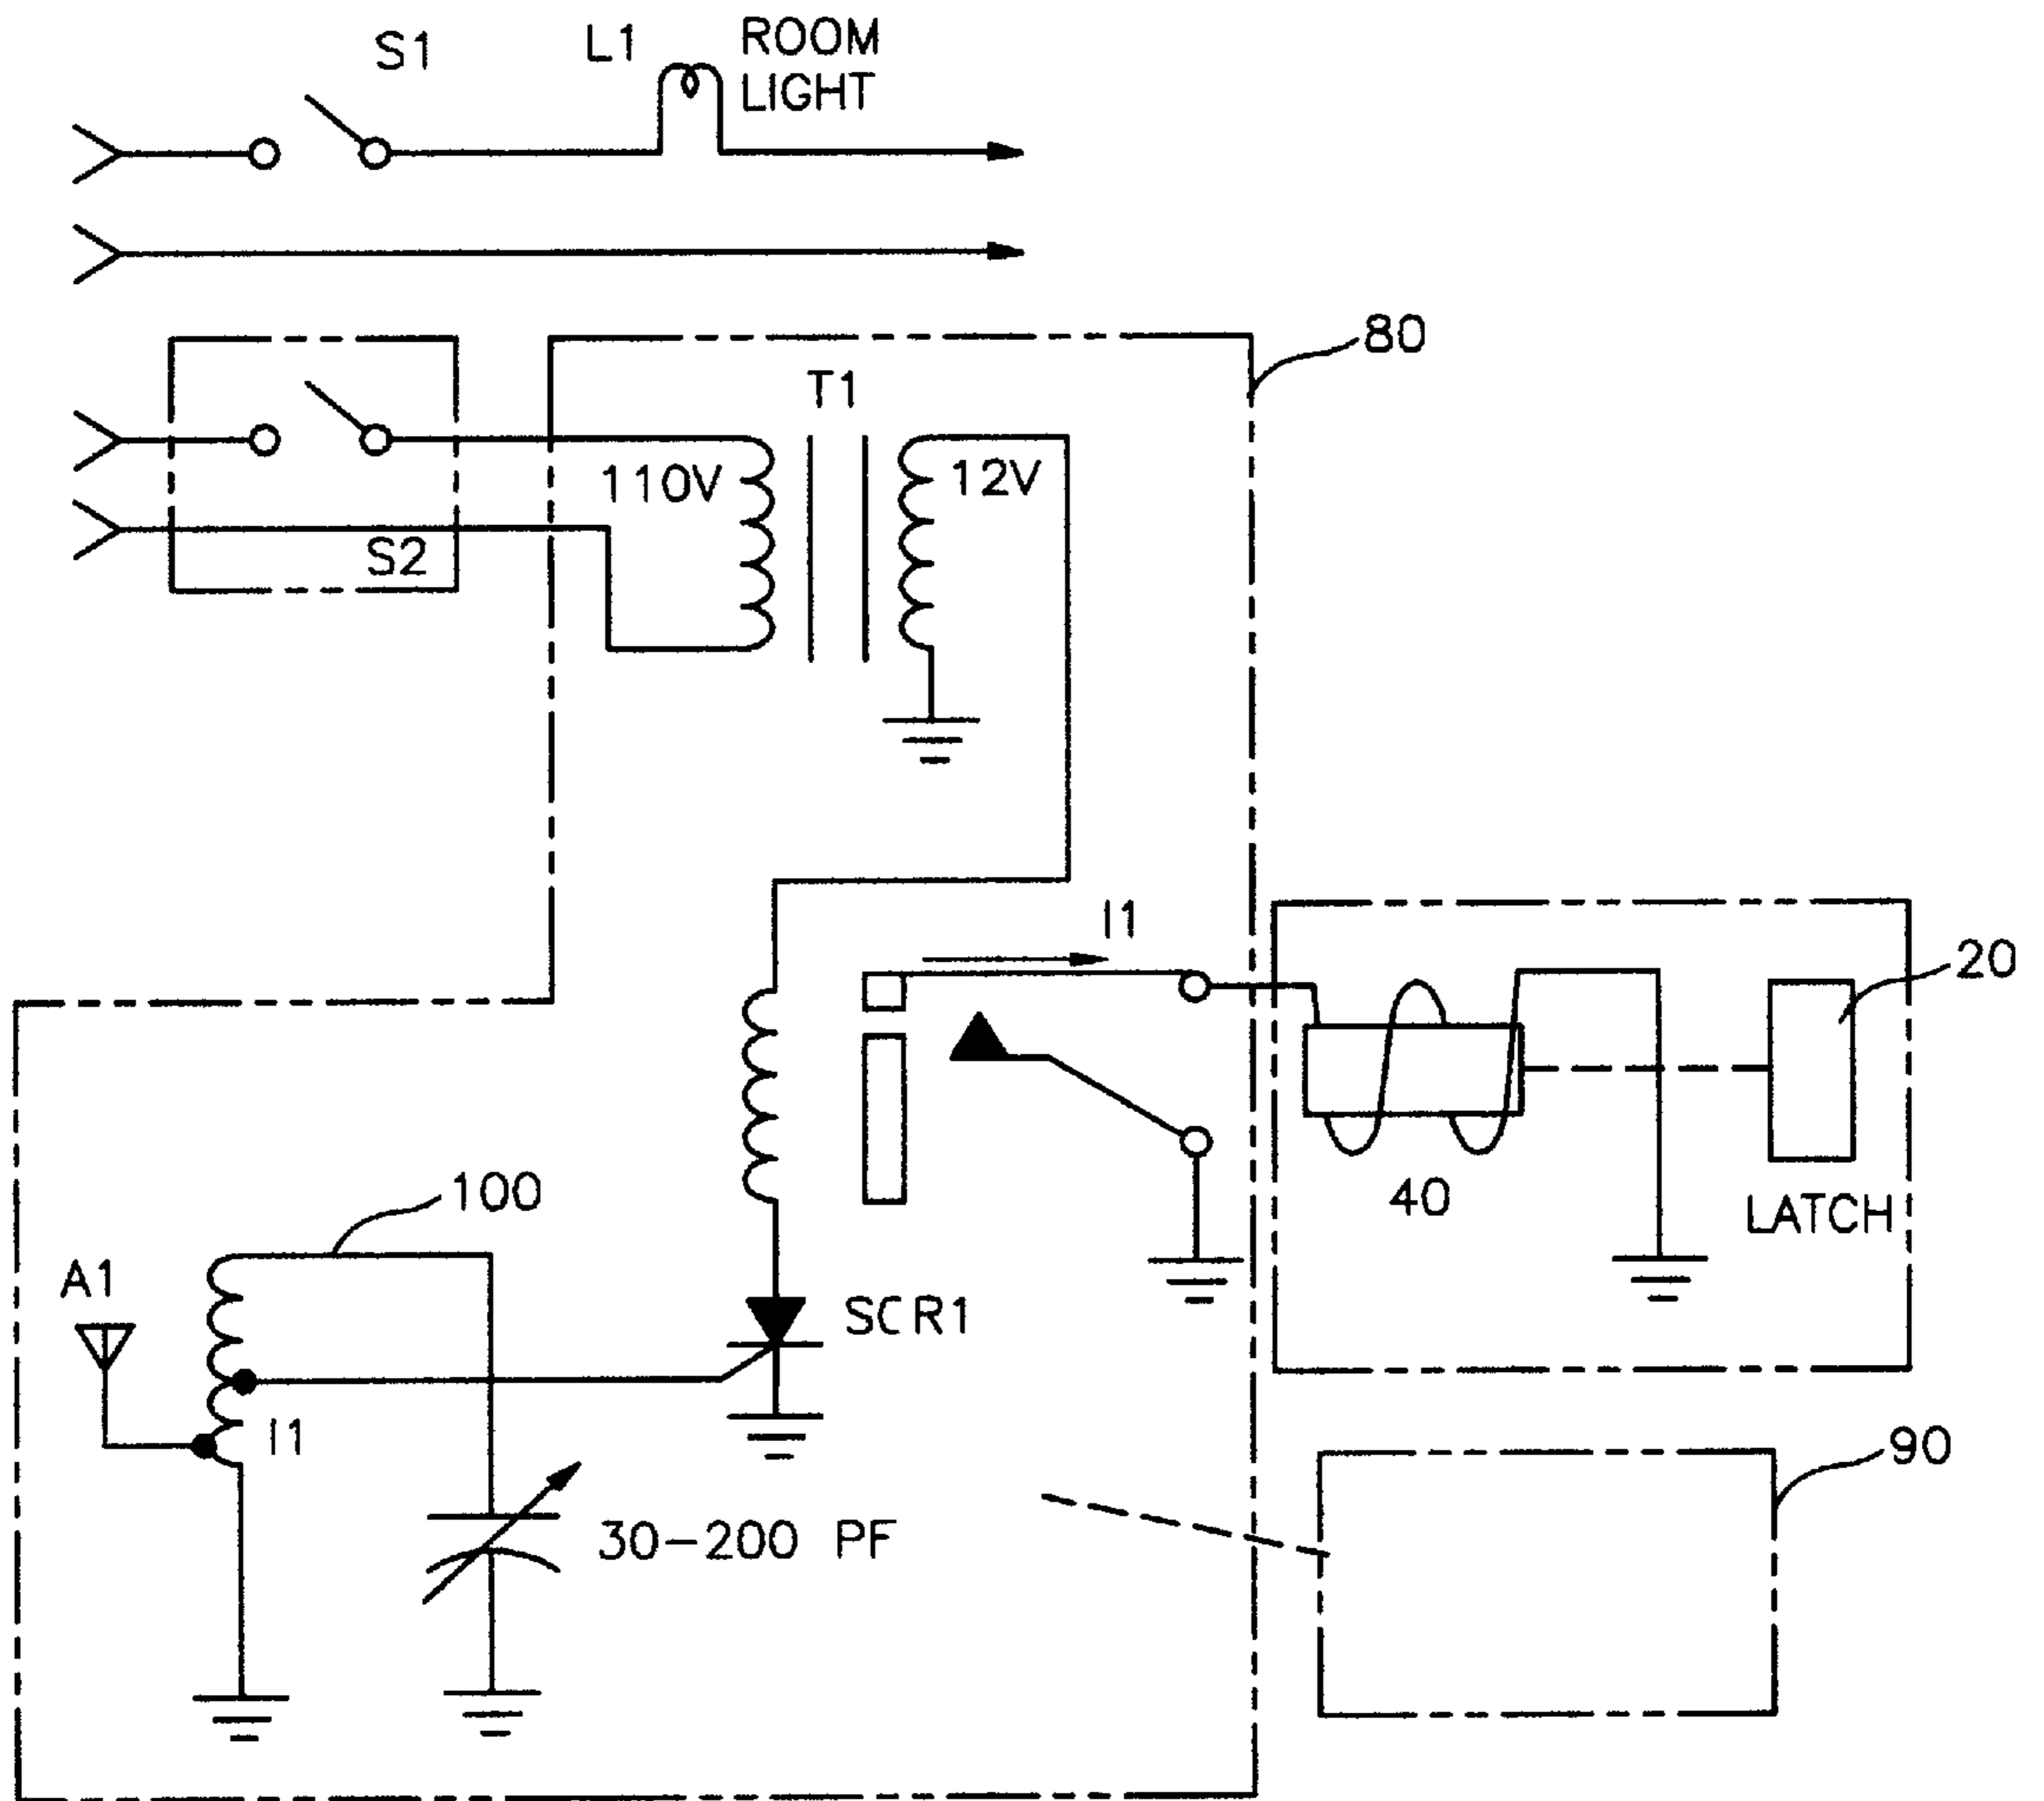 S1
L1
ROOM
LIGHT
80
T1
110V
12V
S2
I1
20
40
LATCH
100
A1
SCR1
I1
90
30-200 PF